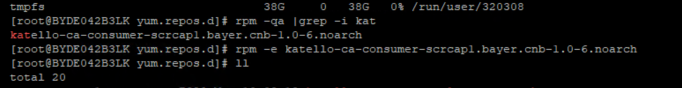 tmpfs 38G 0 38G 0% /run/user/320308
[root@BYDE042B3LK yum.repos.d]# rpm -qa |grep -i kat
katello-ca-consumer-scrcap1.bayer.cnb-1.0-6.noarch
[root@BYDE042B3LK yum.repos.d]# rpm -e katello-ca-consumer-scrcap1.bayer.cnb-1.0-6.noarch
[root@BYDE042B3LK yum.repos.d]# ll
total 20